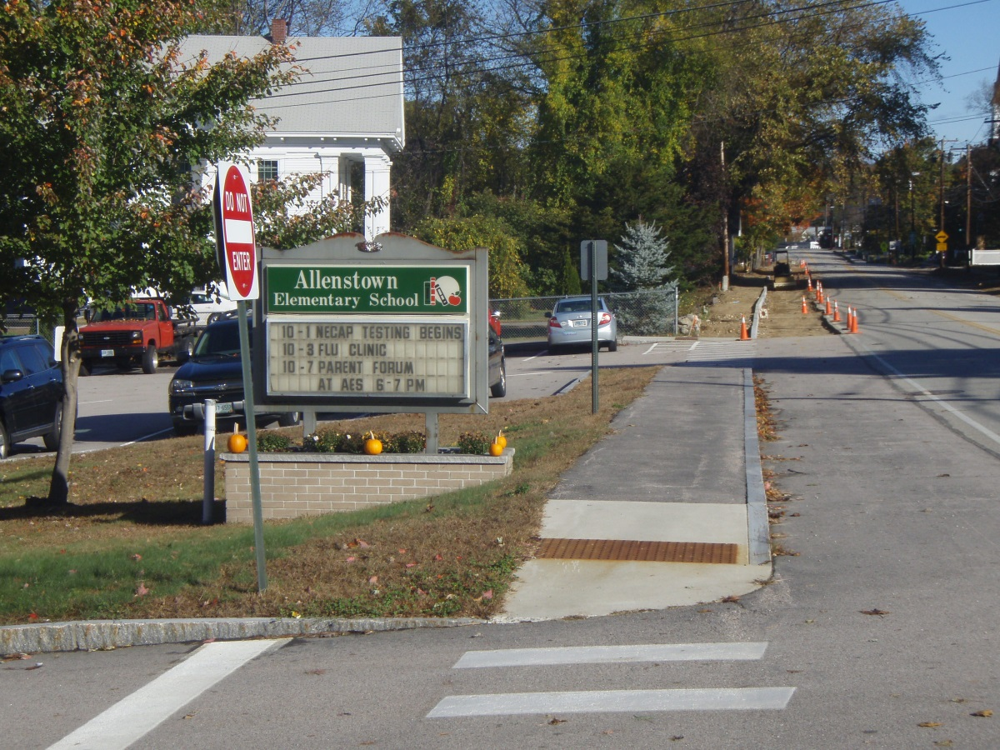 DO NOT
ENTER
Allenstown
Elementary School
10-1 NECAP TESTING BEGINS
10-3 FLU CLINIC
10-7 PARENT FORUM
AT AES 6-7 PM